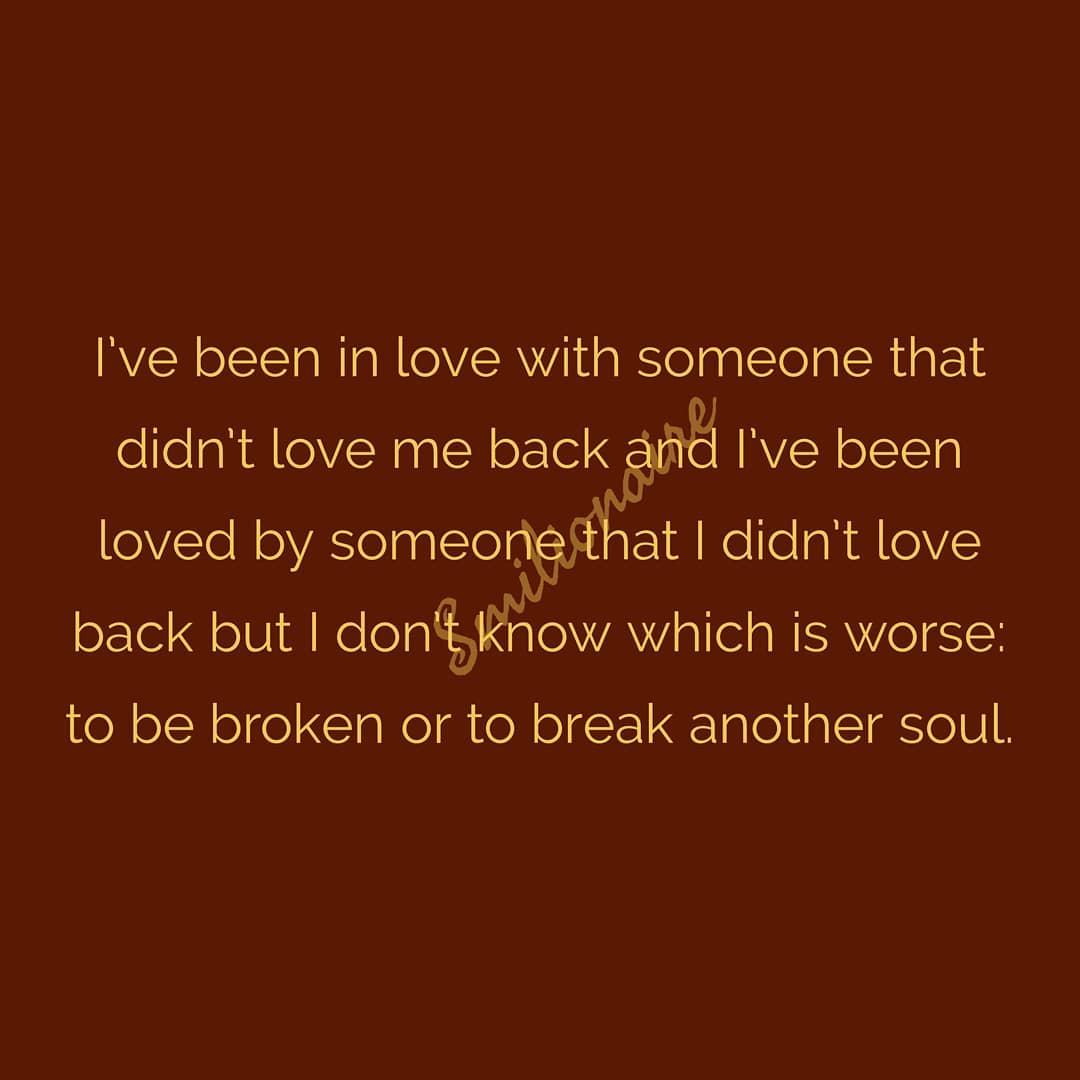 I've been in love with someone that
didn't love me back and I've been
loved by someone that I didn't love
back but I don't know which is worse:
to be broken or to break another soul.
Smilionaire